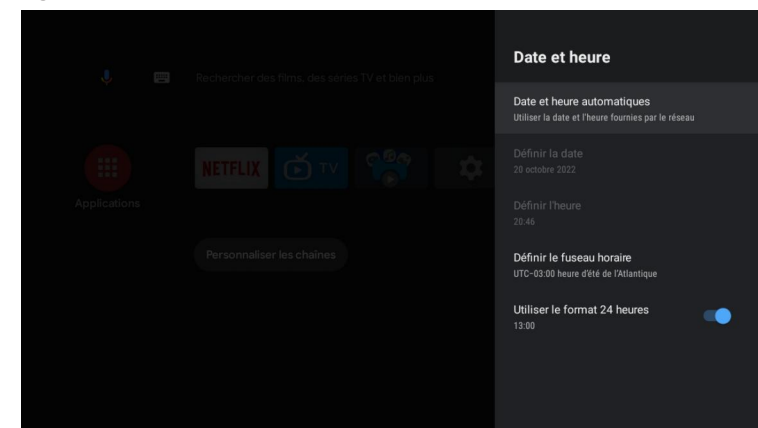 Date et heure
Rechercher des films, des séries TV et bien plus
Date et heure automatiques
Utiliser la date et l'heure fournies par le réseau
Définir la date
20 octobre 2022
NETFLIX
TV
Applications
Définir l'heure
20:46
Personnaliser les chaînes
Définir le fuseau horaire
UTC-03:00 heure d'été de l'Atlantique
Utiliser le format 24 heures
13:00